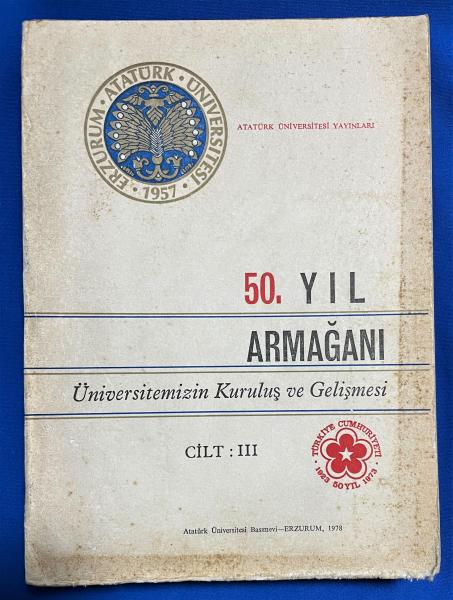 ERZURUM · ATATÜRK · ÜNİVERSİTESİ
· 1957 ·
ATATÜRK ÜNİVERSİTESİ YAYINLARI
50. YIL
ARMAĞANI
Üniversitemizin Kuruluş ve Gelişmesi
CİLT : III
TÜRKİYE CUMHURİYETİ
· 1923 50 YIL 1973 ·
Atatürk Üniversitesi Basımevi—ERZURUM, 1978